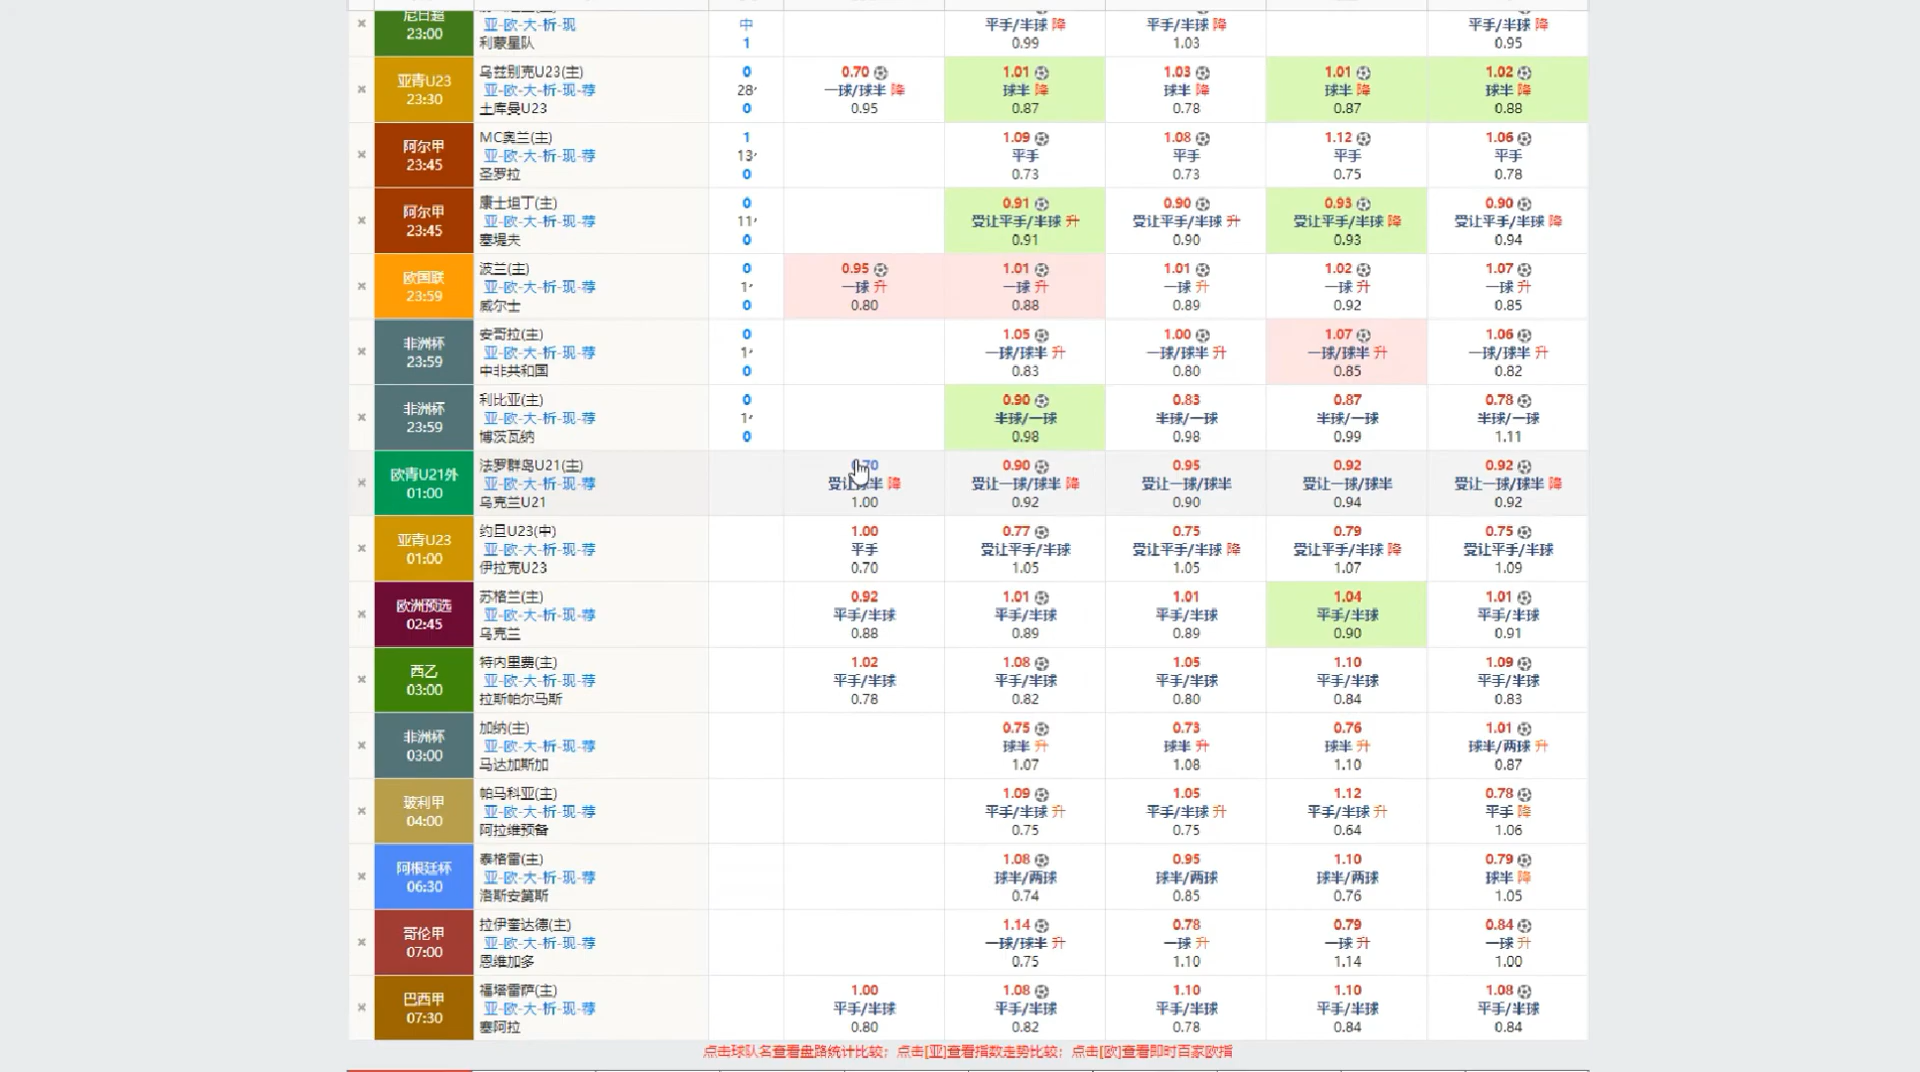 尼日超
23:00
亚-欧-大-析-现
利蒙星队
中
1
平手/半球 降
0.99
平手/半球 降
1.03
平手/半球 降
0.95
亚青U23
23:30
乌兹别克U23(主)
亚-欧-大-析-现-荐
土库曼U23
0
28'
0
0.70
一球/球半 降
0.95
1.01
球半 降
0.87
1.03
球半 降
0.78
1.01
球半 降
0.87
1.02
球半 降
0.88
阿尔甲
23:45
MC奥兰(主)
亚-欧-大-析-现-荐
圣罗拉
1
13'
0
1.09
平手
0.73
1.08
平手
0.73
1.12
平手
0.75
1.06
平手
0.78
阿尔甲
23:45
康士坦丁(主)
亚-欧-大-析-现-荐
塞堤夫
0
11'
0
0.91
受让平手/半球 升
0.91
0.90
受让平手/半球 升
0.90
0.93
受让平手/半球 降
0.93
0.90
受让平手/半球 降
0.94
欧国联
23:59
波兰(主)
亚-欧-大-析-现-荐
威尔士
0
1'
0
0.95
一球 升
0.80
1.01
一球 升
0.88
1.01
一球 升
0.89
1.02
一球 升
0.92
1.07
一球 升
0.85
非洲杯
23:59
安哥拉(主)
亚-欧-大-析-现-荐
中非共和国
0
1'
0
1.05
一球/球半 升
0.83
1.00
一球/球半 升
0.80
1.07
一球/球半 升
0.85
1.06
一球/球半 升
0.82
非洲杯
23:59
利比亚(主)
亚-欧-大-析-现-荐
博茨瓦纳
0
1'
0
0.90
半球/一球
0.98
0.83
半球/一球
0.98
0.87
半球/一球
0.99
0.78
半球/一球
1.11
欧青U21外
01:00
法罗群岛U21(主)
亚-欧-大-析-现-荐
乌克兰U21
降
1.00
0.90
受让一球/球半 降
0.92
0.95
受让一球/球半
0.90
0.92
受让一球/球半
0.94
0.92
受让一球/球半 降
0.92
亚青U23
01:00
约旦U23(中)
亚-欧-大-析-现-荐
伊拉克U23
1.00
平手
0.70
0.77
受让平手/半球
1.05
0.75
受让平手/半球 降
1.05
0.79
受让平手/半球 降
1.07
0.75
受让平手/半球
1.09
欧洲预选
02:45
苏格兰(主)
亚-欧-大-析-现-荐
乌克兰
0.92
平手/半球
0.88
1.01
平手/半球
0.89
1.01
平手/半球
0.89
1.04
平手/半球
0.90
1.01
平手/半球
0.91
西乙
03:00
特内里费(主)
亚-欧-大-析-现-荐
拉斯帕尔马斯
1.02
平手/半球
0.78
1.08
平手/半球
0.82
1.05
平手/半球
0.80
1.10
平手/半球
0.84
1.09
平手/半球
0.83
非洲杯
03:00
加纳(主)
亚-欧-大-析-现-荐
马达加斯加
0.75
球半 升
1.07
0.73
球半 升
1.08
0.76
球半 升
1.10
1.01
球半/两球 升
0.87
玻利甲
04:00
帕马科亚(主)
亚-欧-大-析-现-荐
阿拉维预备
1.09
平手/半球 升
0.75
1.05
平手/半球 升
0.75
1.12
平手/半球 升
0.64
0.78
平手 降
1.06
阿根廷杯
06:30
泰格雷(主)
亚-欧-大-析-现-荐
洛斯安第斯
1.08
球半/两球
0.74
0.95
球半/两球
0.85
1.10
球半/两球
0.76
0.79
球半 降
1.05
哥伦甲
07:00
拉伊奎达德(主)
亚-欧-大-析-现-荐
恩维加多
1.14
一球/球半 升
0.75
0.78
一球 升
1.10
0.79
一球 升
1.14
0.84
一球 升
1.00
巴西甲
07:30
福塔雷萨(主)
亚-欧-大-析-现-荐
塞阿拉
1.00
平手/半球
0.80
1.08
平手/半球
0.82
1.10
平手/半球
0.78
1.10
平手/半球
0.84
1.08
平手/半球
0.84
点击球队名查看盘路统计比较；点击[亚]查看指数走势比较；点击[欧]查看即时百家欧指